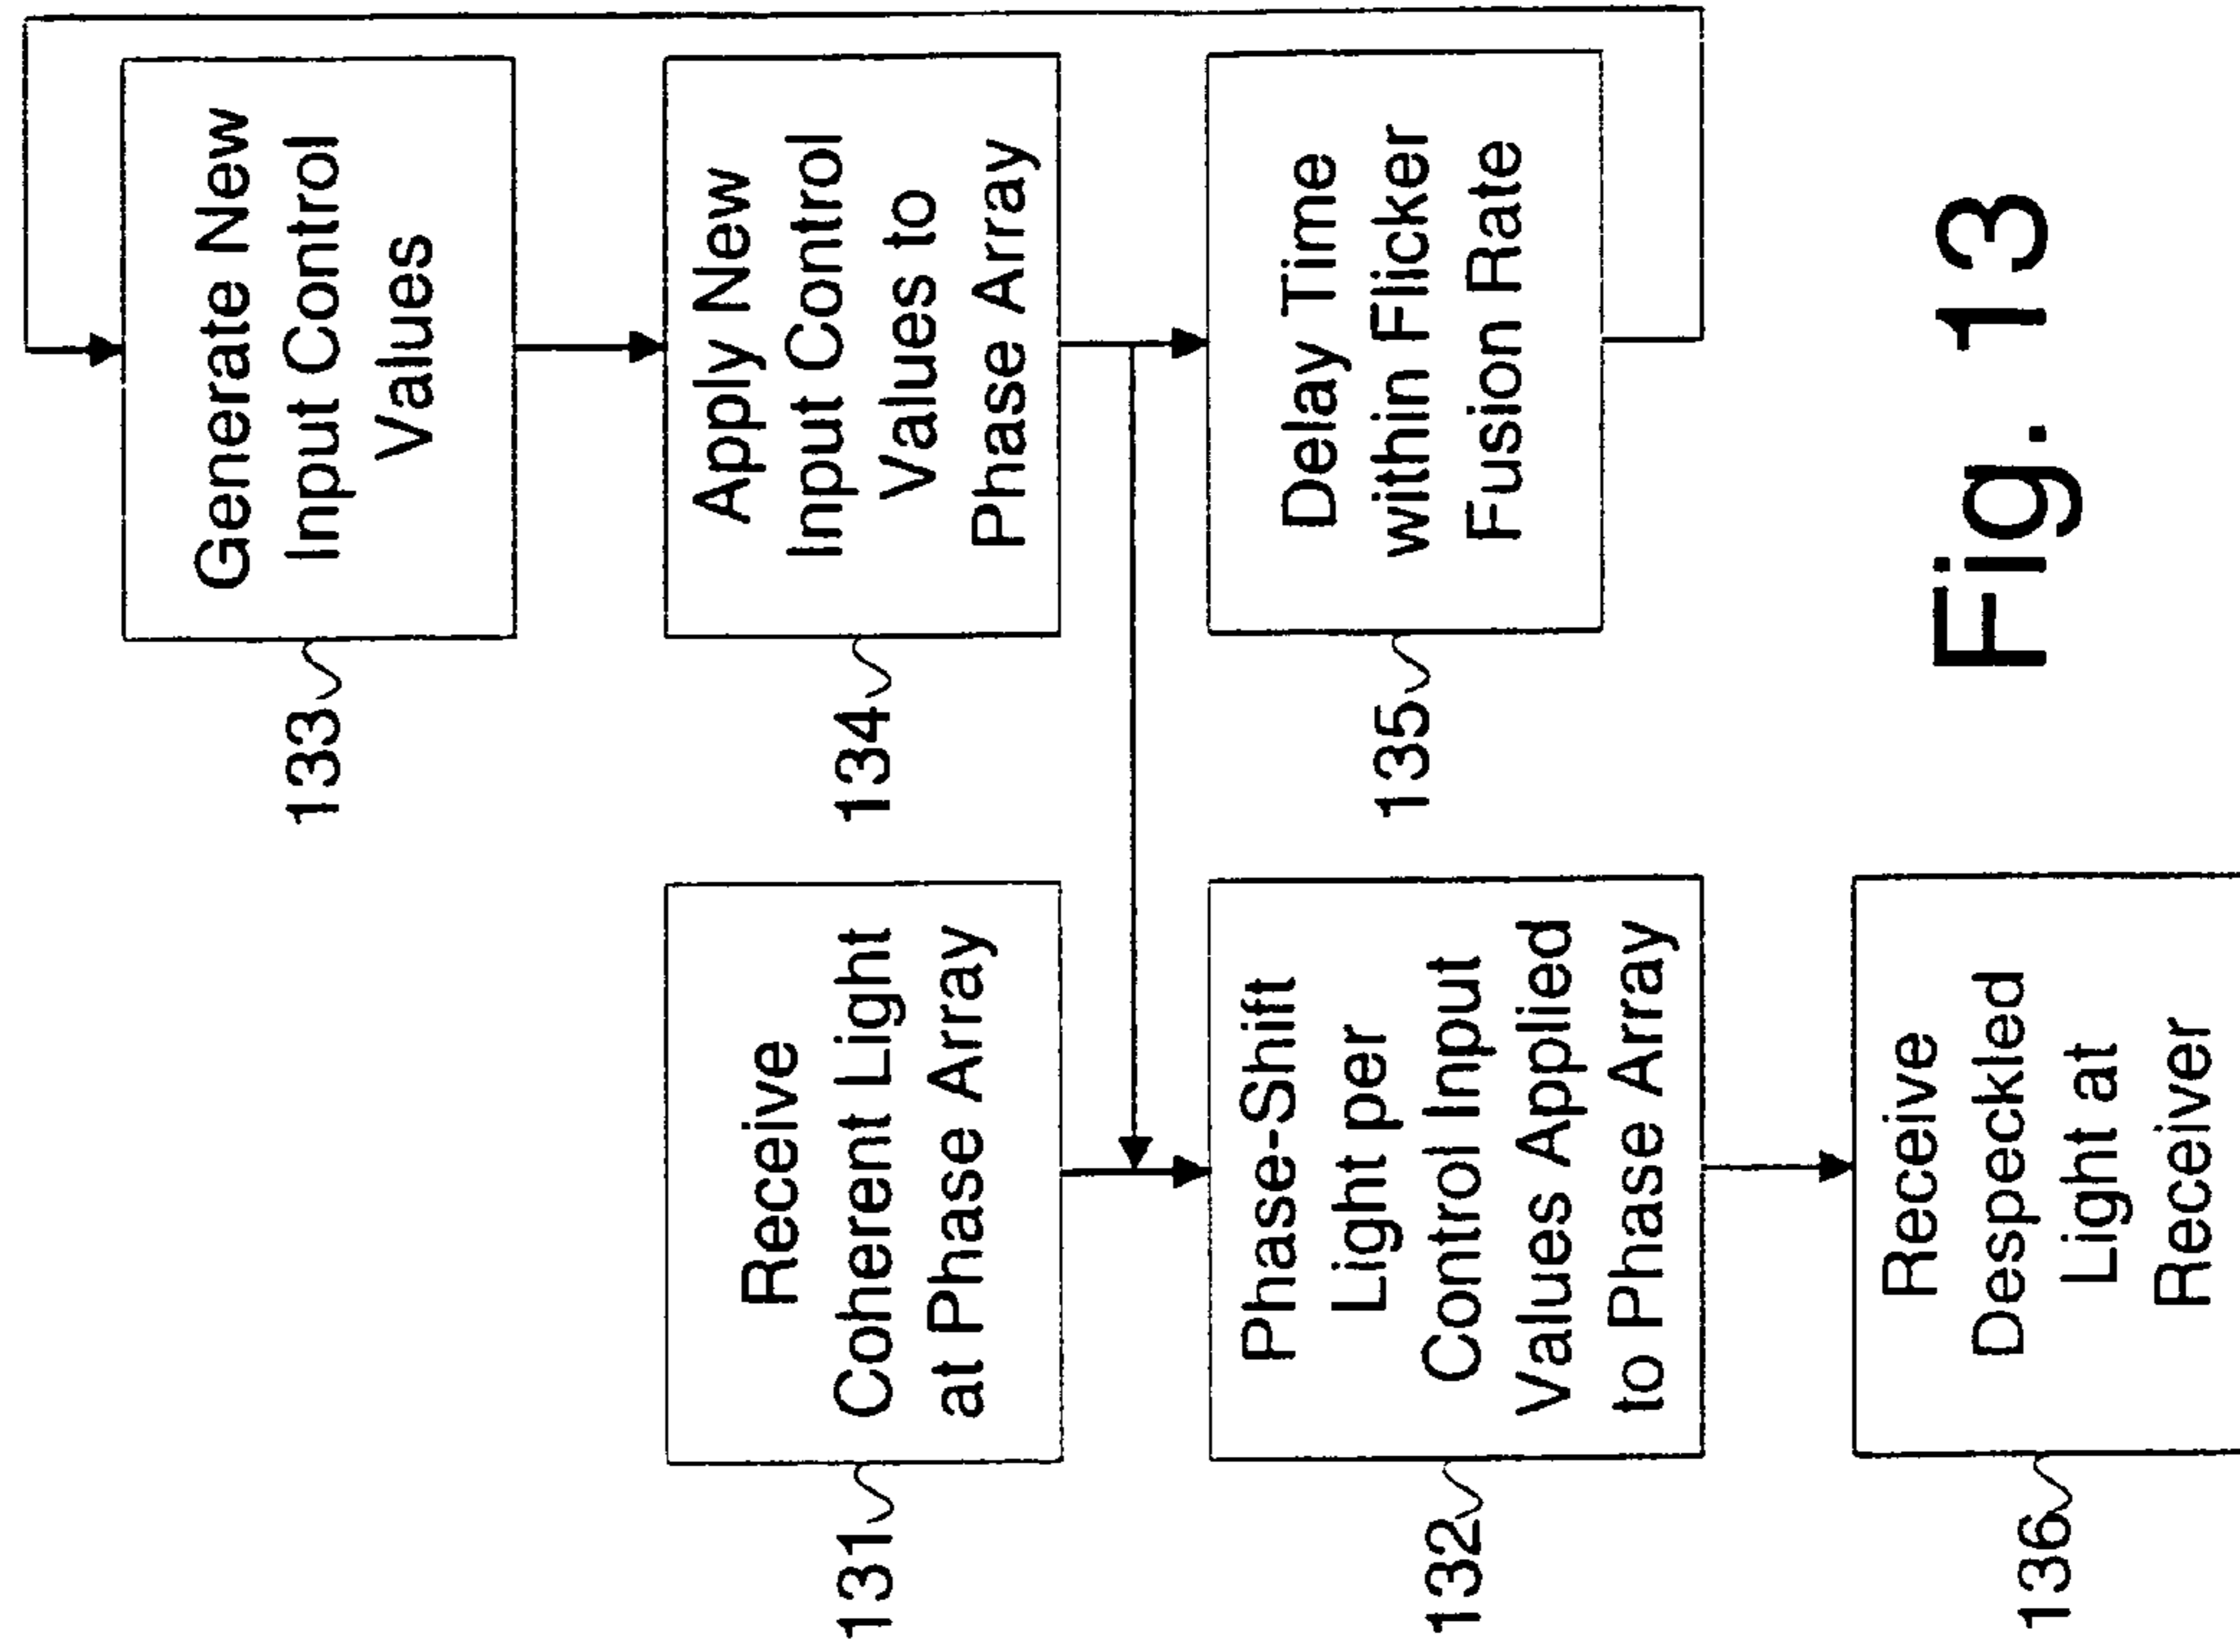 131
Receive
Coherent Light
at Phase Array
132
Phase-Shift
Light per
Control Input
Values Applied
to Phase Array
136
Receive
Despeckled
Light at
Receiver
133
Generate New
Input Control
Values
134
Apply New
Input Control
Values to
Phase Array
135
Delay Time
within Flicker
Fusion Rate
Fig. 13